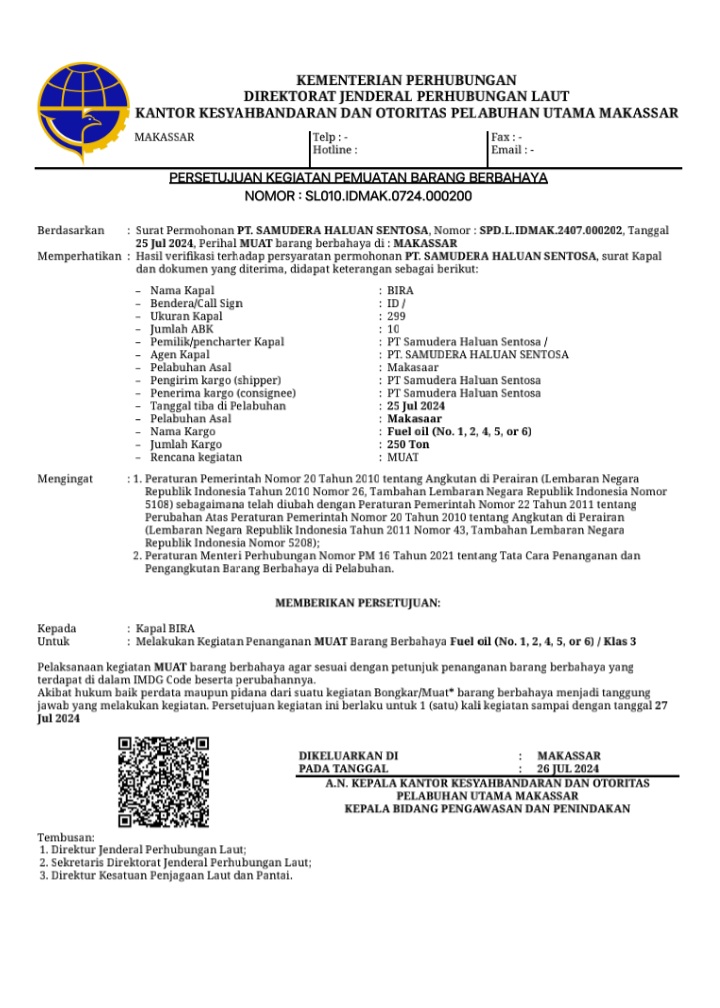 KEMENTERIAN PERHUBUNGAN
DIREKTORAT JENDERAL PERHUBUNGAN LAUT
KANTOR KESYAHBANDARAN DAN OTORITAS PELABUHAN UTAMA MAKASSAR
MAKASSAR Telp : - Fax : -
Hotline : Email : -
PERSETUJUAN KEGIATAN PEMUATAN BARANG BERBAHAYA
NOMOR : SL010.IDMAK.0724.000200
Berdasarkan : Surat Permohonan PT. SAMUDERA HALUAN SENTOSA, Nomor : SPD.L.IDMAK.2407.000202, Tanggal
25 Jul 2024, Perihal MUAT barang berbahaya di : MAKASSAR
Memperhatikan : Hasil verifikasi terhadap persyaratan permohonan PT. SAMUDERA HALUAN SENTOSA, surat Kapal
dan dokumen yang diterima, didapat keterangan sebagai berikut:
– Nama Kapal : BIRA
– Bendera/Call Sign : ID /
– Ukuran Kapal : 299
– Jumlah ABK : 10
– Pemilik/pencharter Kapal : PT Samudera Haluan Sentosa /
– Agen Kapal : PT. SAMUDERA HALUAN SENTOSA
– Pelabuhan Asal : Makasaar
– Pengirim kargo (shipper) : PT Samudera Haluan Sentosa
– Penerima kargo (consignee) : PT Samudera Haluan Sentosa
– Tanggal tiba di Pelabuhan : 25 Jul 2024
– Pelabuhan Asal : Makasaar
– Nama Kargo : Fuel oil (No. 1, 2, 4, 5, or 6)
– Jumlah Kargo : 250 Ton
– Rencana kegiatan : MUAT
Mengingat : 1. Peraturan Pemerintah Nomor 20 Tahun 2010 tentang Angkutan di Perairan (Lembaran Negara
Republik Indonesia Tahun 2010 Nomor 26, Tambahan Lembaran Negara Republik Indonesia Nomor
5108) sebagaimana telah diubah dengan Peraturan Pemerintah Nomor 22 Tahun 2011 tentang
Perubahan Atas Peraturan Pemerintah Nomor 20 Tahun 2010 tentang Angkutan di Perairan
(Lembaran Negara Republik Indonesia Tahun 2011 Nomor 43, Tambahan Lembaran Negara
Republik Indonesia Nomor 5208);
2. Peraturan Menteri Perhubungan Nomor PM 16 Tahun 2021 tentang Tata Cara Penanganan dan
Pengangkutan Barang Berbahaya di Pelabuhan.
MEMBERIKAN PERSETUJUAN:
Kepada : Kapal BIRA
Untuk : Melakukan Kegiatan Penanganan MUAT Barang Berbahaya Fuel oil (No. 1, 2, 4, 5, or 6) / Klas 3
Pelaksanaan kegiatan MUAT barang berbahaya agar sesuai dengan petunjuk penanganan barang berbahaya yang
terdapat di dalam IMDG Code beserta perubahannya.
Akibat hukum baik perdata maupun pidana dari suatu kegiatan Bongkar/Muat* barang berbahaya menjadi tanggung
jawab yang melakukan kegiatan. Persetujuan kegiatan ini berlaku untuk 1 (satu) kali kegiatan sampai dengan tanggal 27
Jul 2024
DIKELUARKAN DI : MAKASSAR
PADA TANGGAL : 26 JUL 2024
A.N. KEPALA KANTOR KESYAHBANDARAN DAN OTORITAS
PELABUHAN UTAMA MAKASSAR
KEPALA BIDANG PENGAWASAN DAN PENINDAKAN
Tembusan:
1. Direktur Jenderal Perhubungan Laut;
2. Sekretaris Direktorat Jenderal Perhubungan Laut;
3. Direktur Kesatuan Penjagaan Laut dan Pantai.